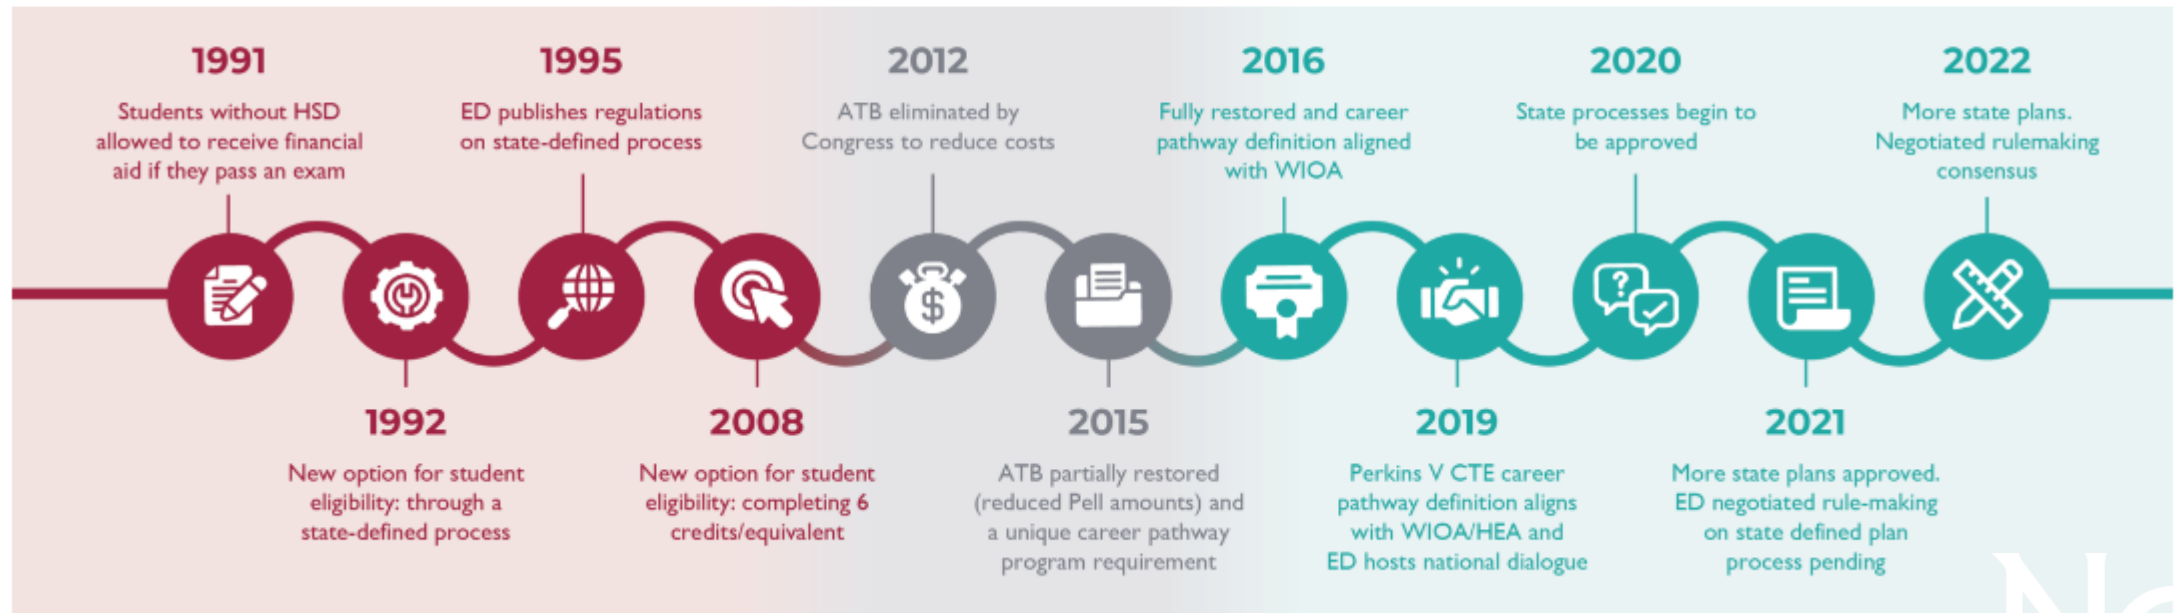 1991
Students without HSD
allowed to receive financial
aid if they pass an exam
1992
New option for student
eligibility: through a
state-defined process
1995
ED publishes regulations
on state-defined process
2008
New option for student
eligibility: completing 6
credits/equivalent
2012
ATB eliminated by
Congress to reduce costs
$
2015
ATB partially restored
(reduced Pell amounts) and
a unique career pathway
program requirement
2016
Fully restored and career
pathway definition aligned
with WIOA
2019
Perkins V CTE career
pathway definition aligns
with WIOA/HEA and
ED hosts national dialogue
2020
State processes begin to
be approved
?
2021
More state plans approved.
ED negotiated rule-making
on state defined plan
process pending
2022
More state plans.
Negotiated rulemaking
consensus